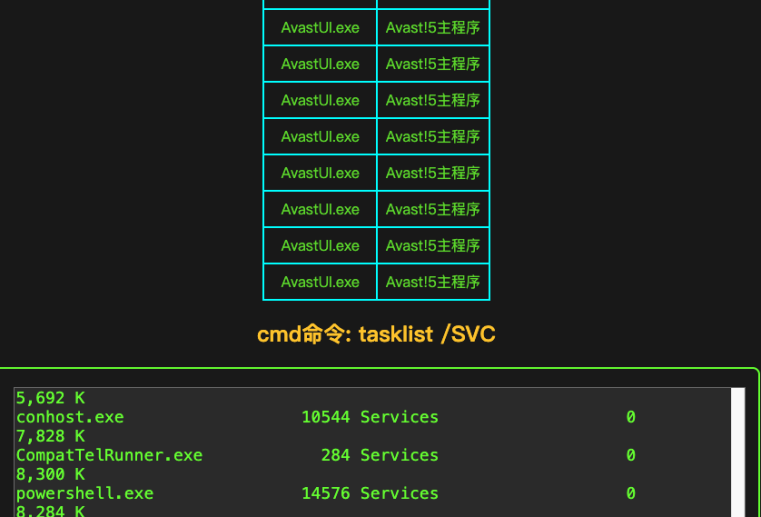 AvastUI.exe Avast!5主程序
AvastUI.exe Avast!5主程序
AvastUI.exe Avast!5主程序
AvastUI.exe Avast!5主程序
AvastUI.exe Avast!5主程序
AvastUI.exe Avast!5主程序
AvastUI.exe Avast!5主程序
AvastUI.exe Avast!5主程序
cmd命令: tasklist /SVC
5,692 K
conhost.exe 10544 Services 0
7,828 K
CompatTelRunner.exe 284 Services 0
8,300 K
powershell.exe 14576 Services 0
8,284 K